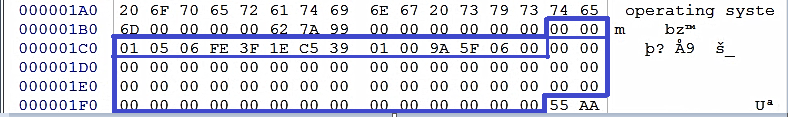 000001A0 20 6F 70 65 72 61 74 69 6E 67 20 73 79 73 74 65 operating syste
000001B0 6D 00 00 00 00 62 7A 99 00 00 00 00 00 00 00 00 m bz™
000001C0 01 05 06 FE 3F 1E C5 39 01 00 9A 5F 06 00 00 00 þ? Å9 š_
000001D0 00 00 00 00 00 00 00 00 00 00 00 00 00 00 00 00
000001E0 00 00 00 00 00 00 00 00 00 00 00 00 00 00 00 00
000001F0 00 00 00 00 00 00 00 00 00 00 00 00 00 00 55 AA Uª